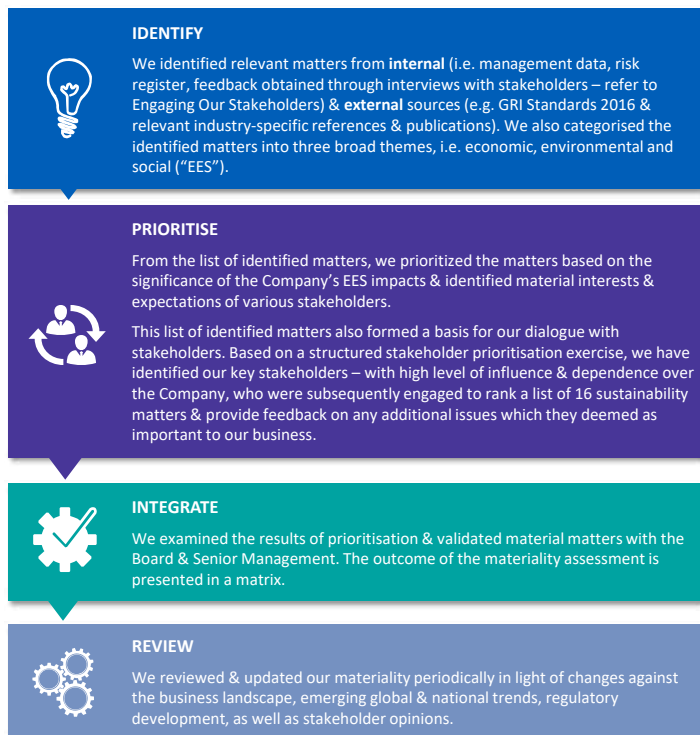 IDENTIFY
We identified relevant matters from internal (i.e. management data, risk
register, feedback obtained through interviews with stakeholders – refer to
Engaging Our Stakeholders) & external sources (e.g. GRI Standards 2016 &
relevant industry-specific references & publications). We also categorised the
identified matters into three broad themes, i.e. economic, environmental and
social (“EES”).
PRIORITISE
From the list of identified matters, we prioritized the matters based on the
significance of the Company’s EES impacts & identified material interests &
expectations of various stakeholders.
This list of identified matters also formed a basis for our dialogue with
stakeholders. Based on a structured stakeholder prioritisation exercise, we have
identified our key stakeholders – with high level of influence & dependence over
the Company, who were subsequently engaged to rank a list of 16 sustainability
matters & provide feedback on any additional issues which they deemed as
important to our business.
INTEGRATE
We examined the results of prioritisation & validated material matters with the
Board & Senior Management. The outcome of the materiality assessment is
presented in a matrix.
REVIEW
We reviewed & updated our materiality periodically in light of changes against
the business landscape, emerging global & national trends, regulatory
development, as well as stakeholder opinions.